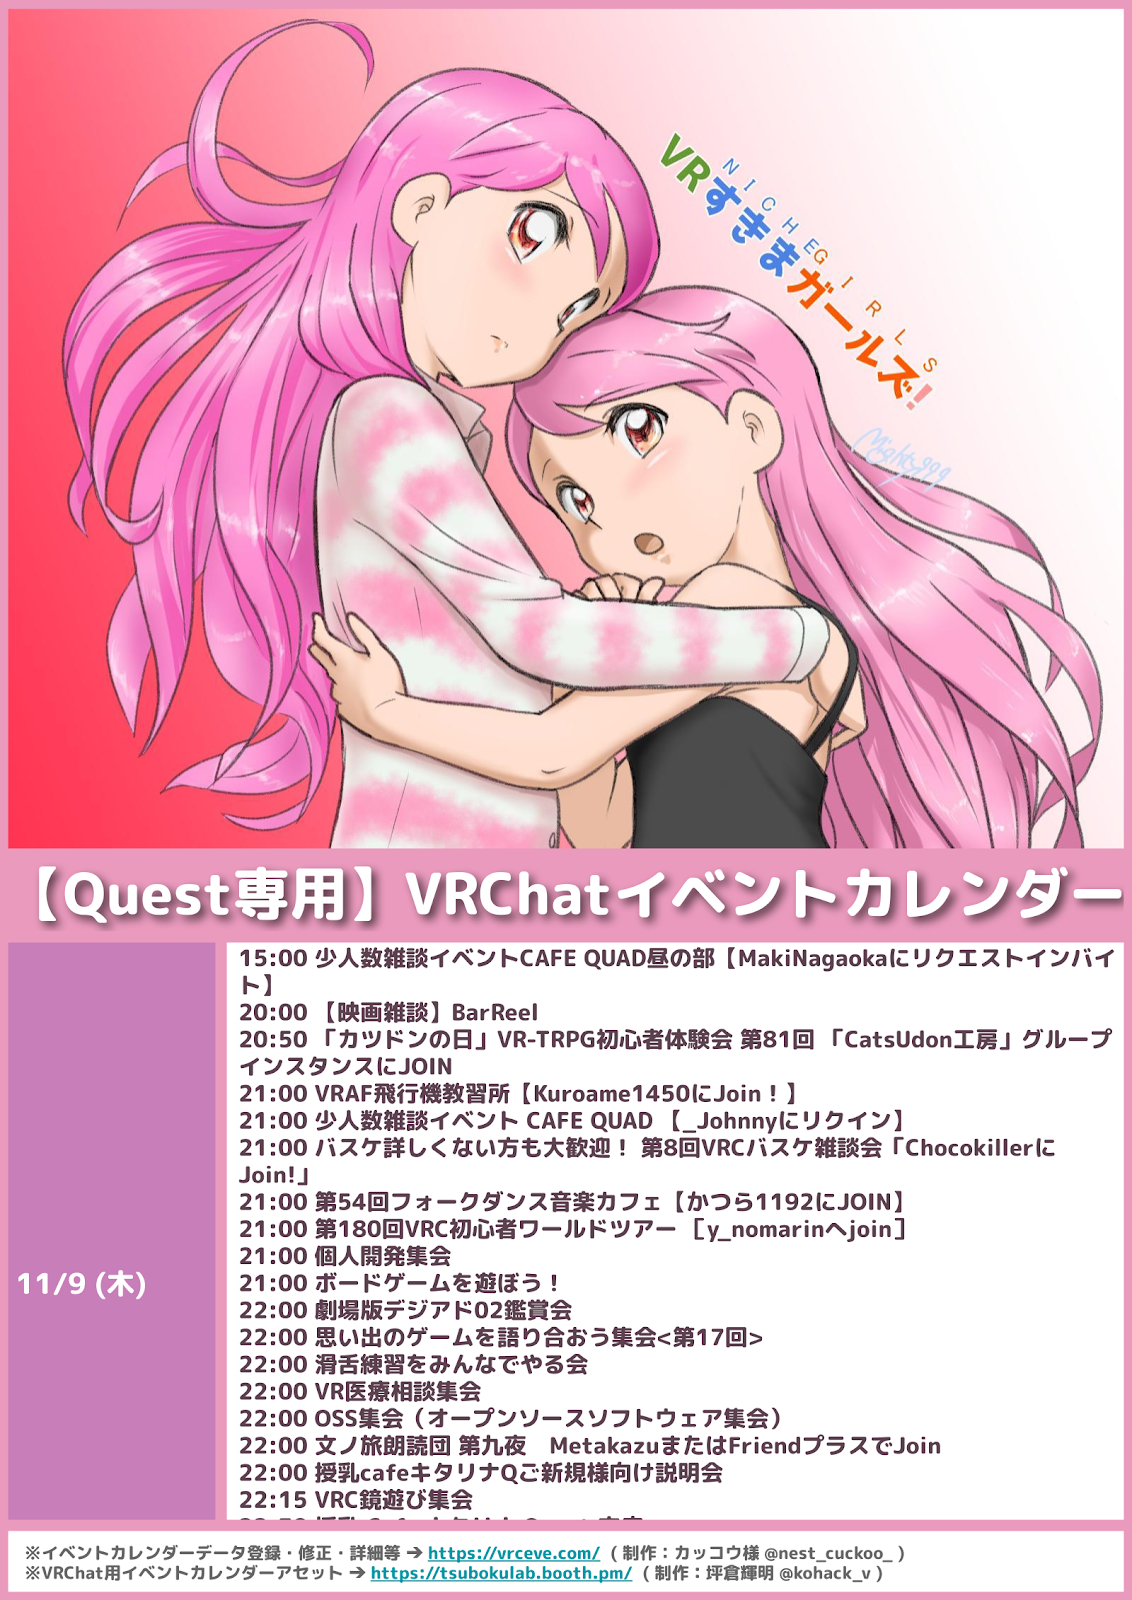 NICHE GIRLS
VRすきまガールズ!
Mighty999
【Quest専用】VRChatイベントカレンダー
11/9 (木)
15:00 少人数雑談イベントCAFE QUAD昼の部【MakiNagaokaにリクエストインバイ
ト】
20:00 【映画雑談】BarReel
20:50 「カツドンの日」VR-TRPG初心者体験会 第81回 「CatsUdon工房」グループ
インスタンスにJOIN
21:00 VRAF飛行機教習所【Kuroame1450にJoin！】
21:00 少人数雑談イベント CAFE QUAD 【_Johnnyにリクイン】
21:00 バスケ詳しくない方も大歓迎！ 第8回VRCバスケ雑談会「Chocokillerに
Join!」
21:00 第54回フォークダンス音楽カフェ【かつら1192にJOIN】
21:00 第180回VRC初心者ワールドツアー ［y_nomarinへjoin］
21:00 個人開発集会
21:00 ボードゲームを遊ぼう！
22:00 劇場版デジアド02鑑賞会
22:00 思い出のゲームを語り合おう集会<第17回>
22:00 滑舌練習をみんなでやる会
22:00 VR医療相談集会
22:00 OSS集会（オープンソースソフトウェア集会）
22:00 文ノ旅朗読団 第九夜　MetakazuまたはFriendプラスでJoin
22:00 授乳cafeキタリナQご新規様向け説明会
22:15 VRC鏡遊び集会
※イベントカレンダーデータ登録・修正・詳細等 ➔ https://vrceve.com/ （制作：カッコウ様 @nest_cuckoo_ ）
※VRChat用イベントカレンダーアセット ➔ https://tsubokulab.booth.pm/ （制作：坪倉輝明 @kohack_v ）